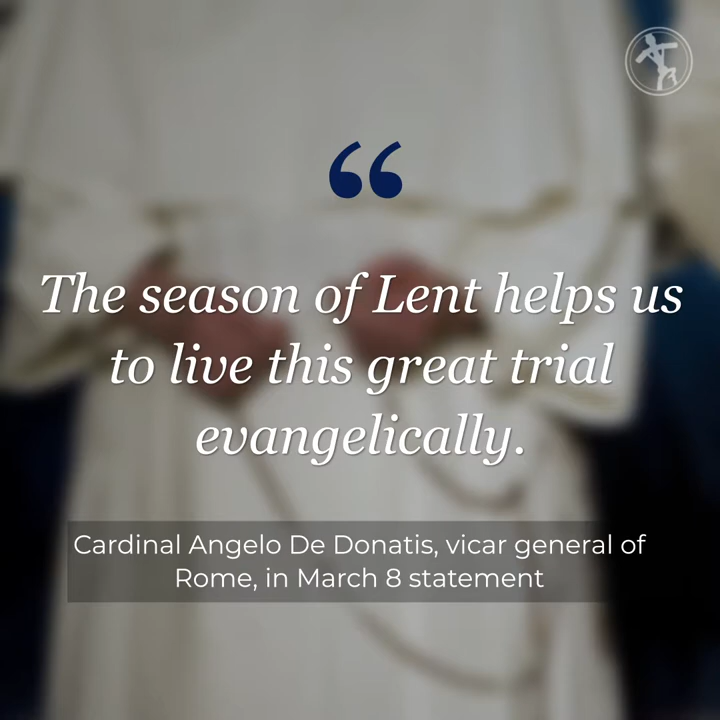 “
The season of Lent helps us
to live this great trial
evangelically.
Cardinal Angelo De Donatis, vicar general of
Rome, in March 8 statement